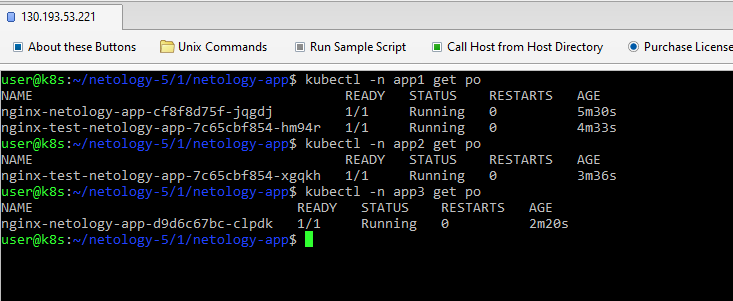 130.193.53.221
About these Buttons Unix Commands Run Sample Script Call Host from Host Directory Purchase License
user@k8s:~/netology-5/1/netology-app$ kubectl -n app1 get po
NAME READY STATUS RESTARTS AGE
nginx-netology-app-cf8f8d75f-jqgdj 1/1 Running 0 5m30s
nginx-test-netology-app-7c65cbf854-hm94r 1/1 Running 0 4m33s
user@k8s:~/netology-5/1/netology-app$ kubectl -n app2 get po
NAME READY STATUS RESTARTS AGE
nginx-test-netology-app-7c65cbf854-xgqkh 1/1 Running 0 3m36s
user@k8s:~/netology-5/1/netology-app$ kubectl -n app3 get po
NAME READY STATUS RESTARTS AGE
nginx-netology-app-d9d6c67bc-clpdk 1/1 Running 0 2m20s
user@k8s:~/netology-5/1/netology-app$